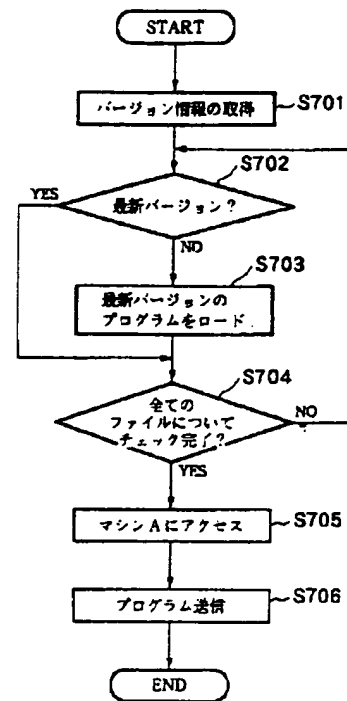 START
バージョン情報の取得
S701
S702
YES
最新バージョン?
NO
S703
最新バージョンの
プログラムをロード
S704
全ての
ファイルについて
チェック完了?
NO
YES
マシンAにアクセス
S705
プログラム送信
S706
END